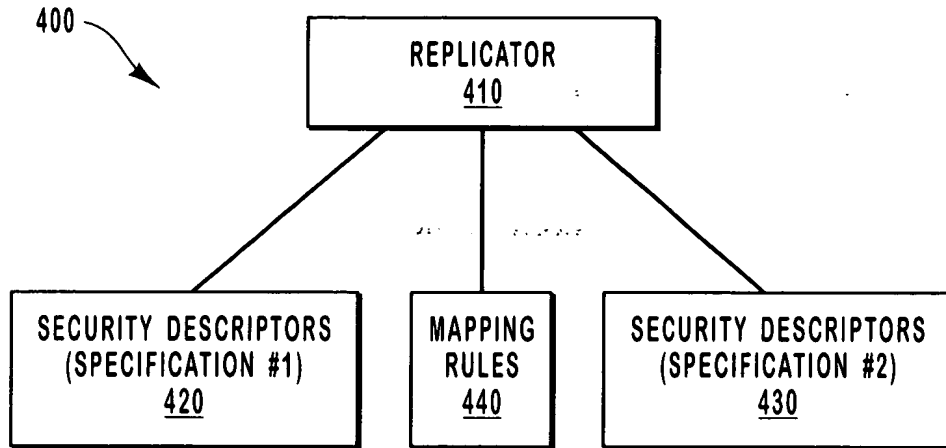 400
REPLICATOR
410
SECURITY DESCRIPTORS
(SPECIFICATION #1)
420
MAPPING
RULES
440
SECURITY DESCRIPTORS
(SPECIFICATION #2)
430